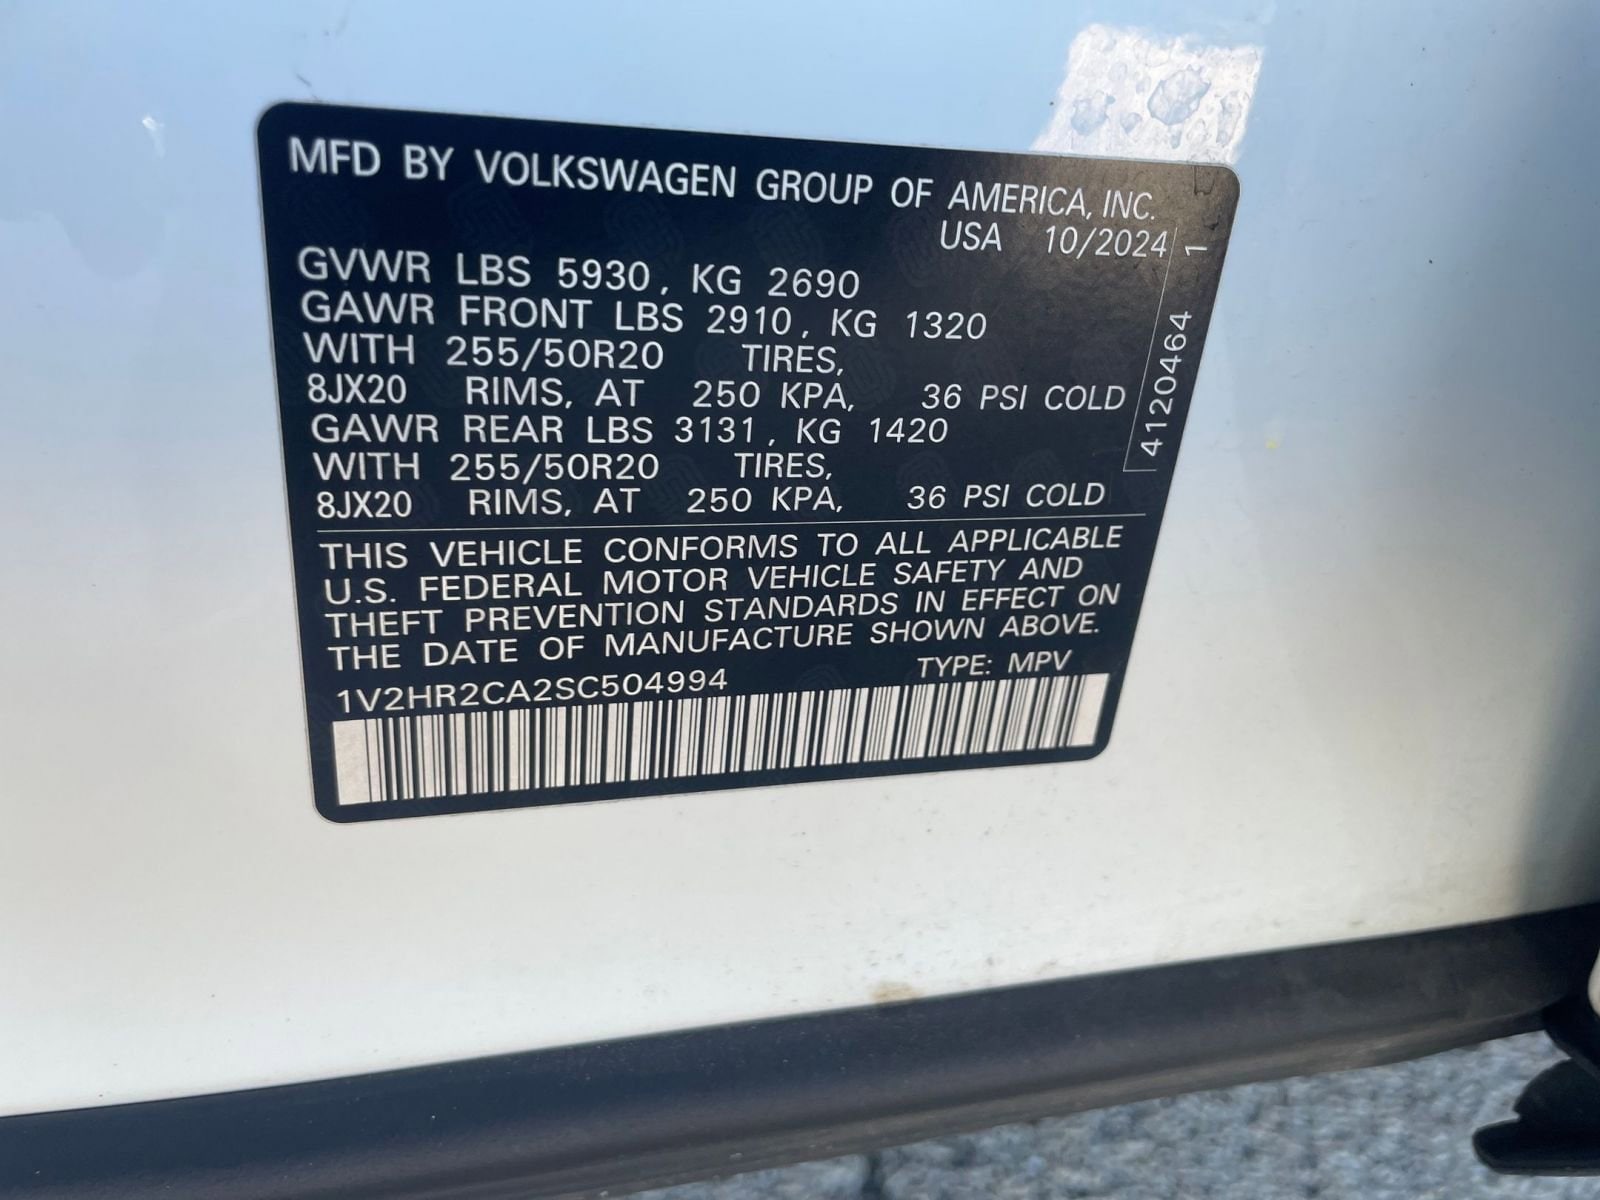 MFD BY VOLKSWAGEN GROUP OF AMERICA, INC.
USA 10/2024
GVWR LBS 5930, KG 2690
GAWR FRONT LBS 2910, KG 1320
WITH 255/50R20 TIRES,
8JX20 RIMS, AT 250 KPA, 36 PSI COLD
GAWR REAR LBS 3131, KG 1420
WITH 255/50R20 TIRES,
8JX20 RIMS, AT 250 KPA, 36 PSI COLD
4120464 1
THIS VEHICLE CONFORMS TO ALL APPLICABLE
U.S. FEDERAL MOTOR VEHICLE SAFETY AND
THEFT PREVENTION STANDARDS IN EFFECT ON
THE DATE OF MANUFACTURE SHOWN ABOVE.
1V2HR2CA2SC504994 TYPE: MPV